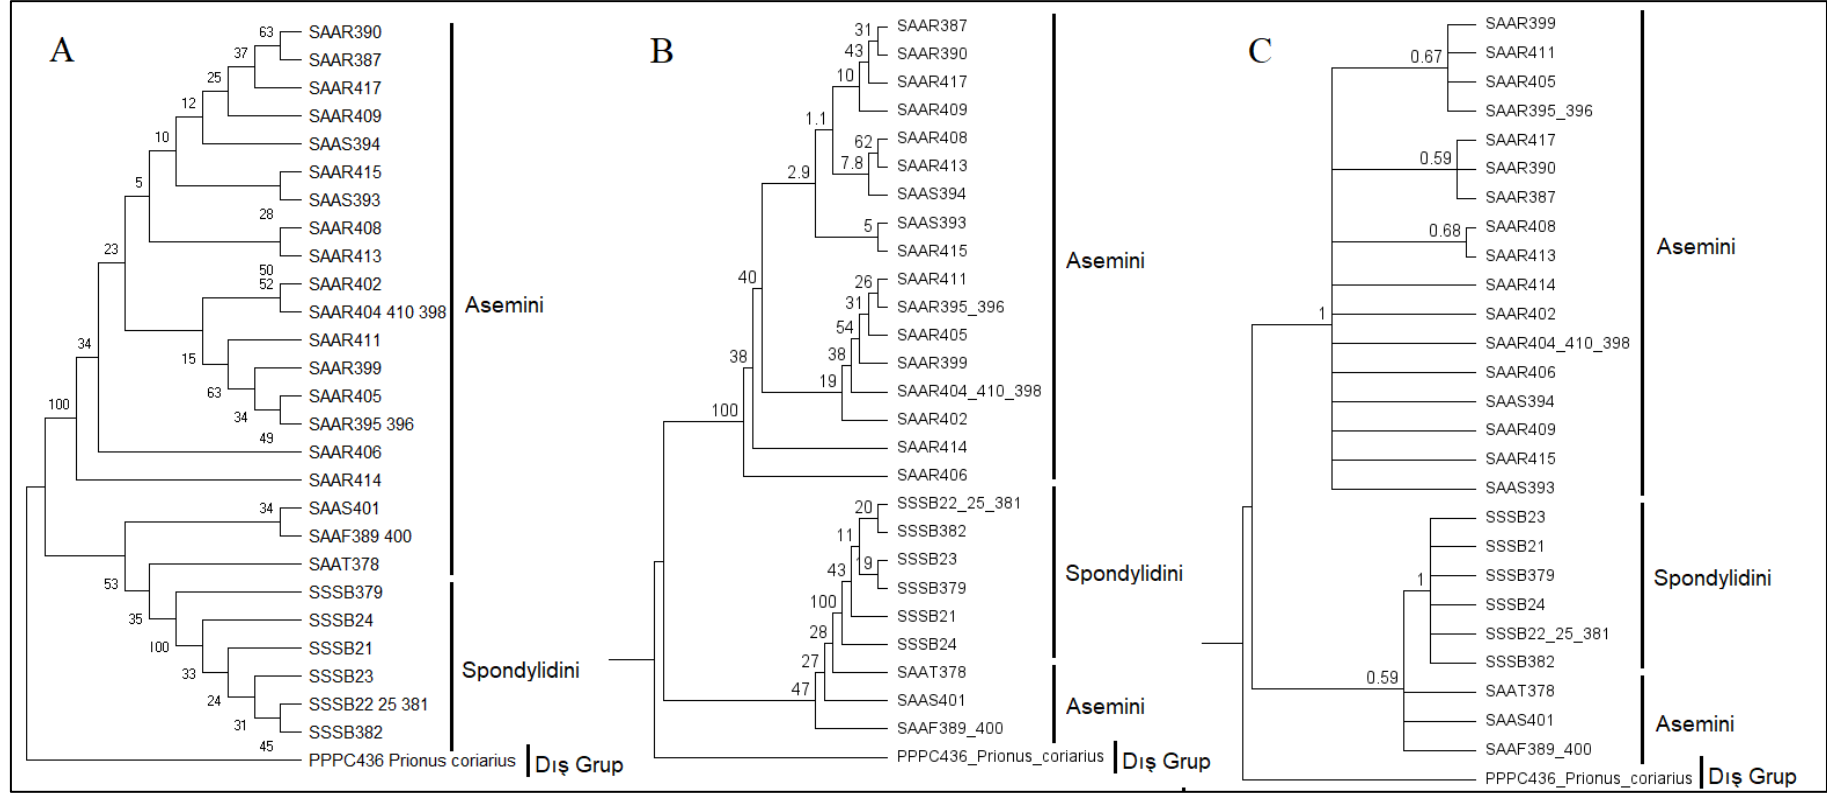 A
63
SAAR390
37
SAAR387
25
SAAR417
12
SAAR409
10
SAAS394
5
SAAR415
SAAS393
28
SAAR408
23
SAAR413
50
52
SAAR402
SAAR404 410 398
34
SAAR411
15
SAAR399
63
SAAR405
34
SAAR395 396
49
100
SAAR406
SAAR414
34
SAAS401
SAAF389 400
SAAT378
53
SSSB379
35
SSSB24
100
SSSB21
33
SSSB23
24
SSSB22 25 381
31
SSSB382
45
PPPC436 Prionus coriarius
Asemini
Spondylidini
Dış Grup
B
31
SAAR387
43
SAAR390
10
SAAR417
SAAR409
1.1
62
SAAR408
7.8
SAAR413
2.9
SAAS394
5
SAAS393
SAAR415
40
26
SAAR411
31
SAAR395_396
54
SAAR405
38
38
SAAR399
19
SAAR404_410_398
100
SAAR402
SAAR414
SAAR406
20
SSSB22_25_381
11
SSSB382
19
SSSB23
43
SSSB379
100
SSSB21
28
SSSB24
27
SAAT378
47
SAAS401
SAAF389_400
PPPC436_Prionus_coriarius
Asemini
Spondylidini
Asemini
Dış Grup
C
SAAR399
0.67
SAAR411
SAAR405
SAAR395_396
SAAR417
0.59
SAAR390
SAAR387
0.68
SAAR408
SAAR413
SAAR414
1
SAAR402
SAAR404_410_398
SAAR406
SAAS394
SAAR409
SAAR415
SAAS393
SSSB23
SSSB21
1
SSSB379
SSSB24
SSSB22_25_381
SSSB382
0.59
SAAT378
SAAS401
SAAF389_400
PPPC436_Prionus_coriarius
Asemini
Spondylidini
Asemini
Dış Grup